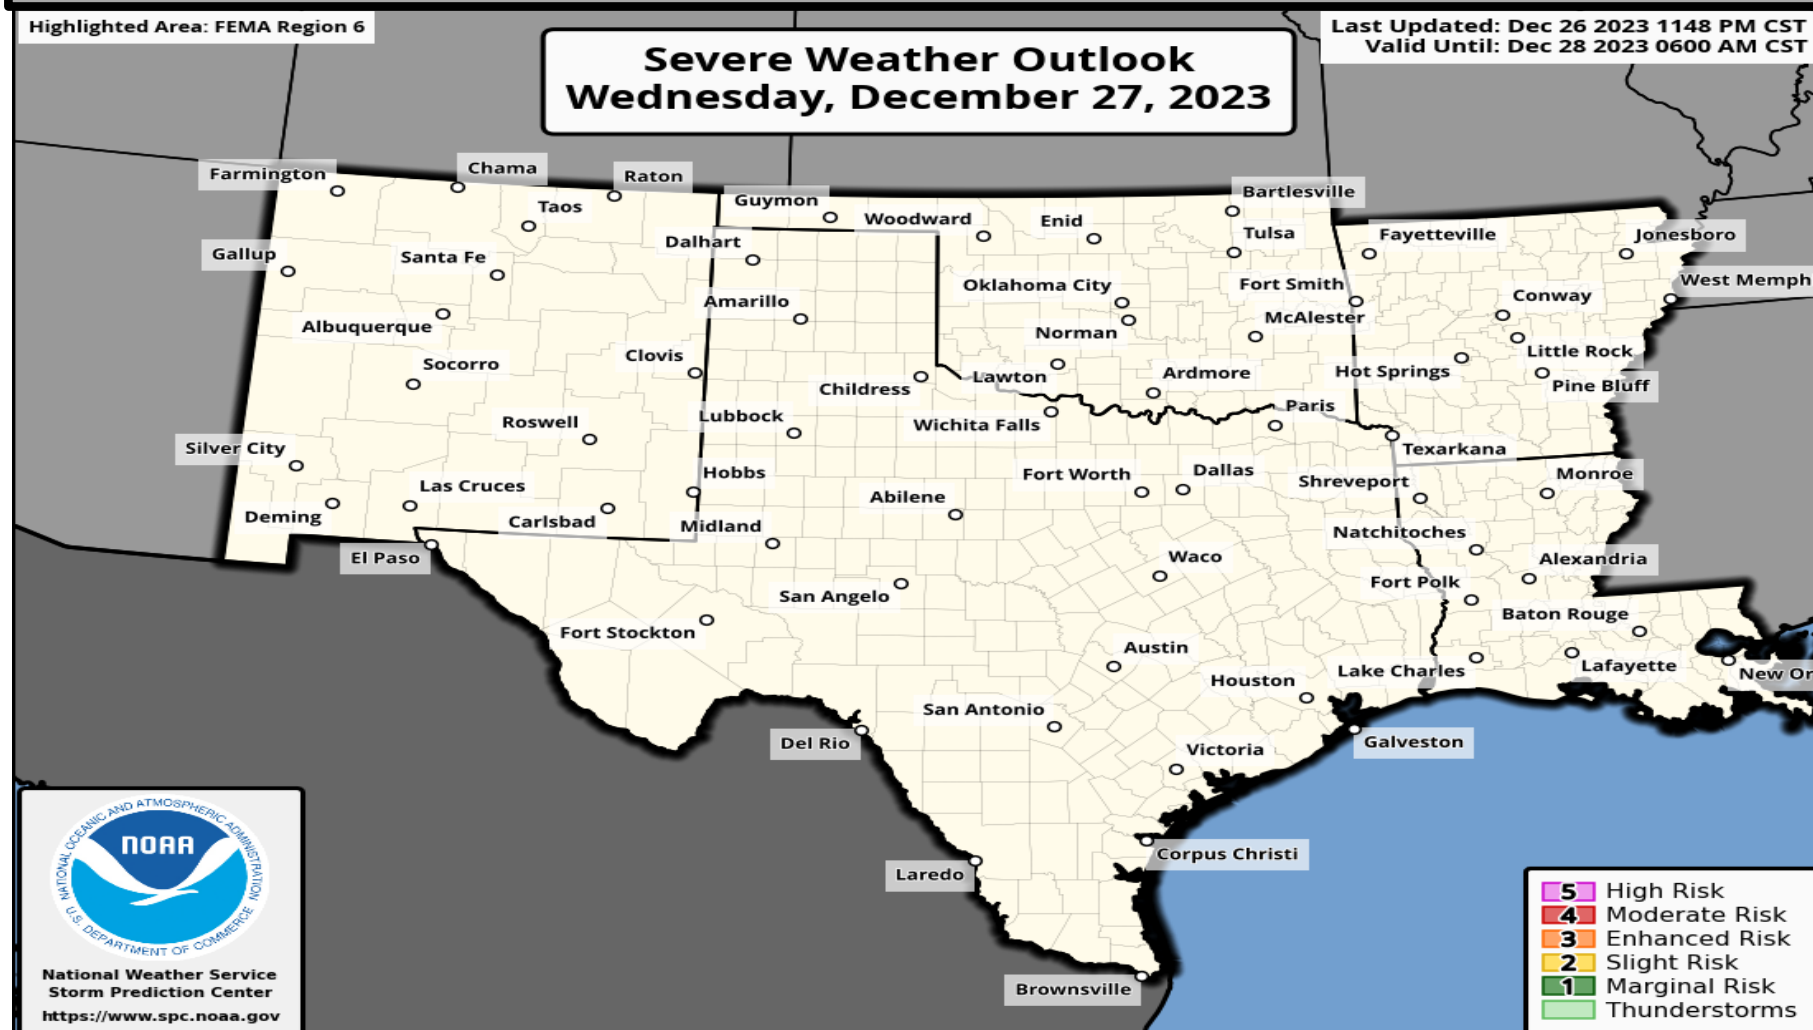 Highlighted Area: FEMA Region 6
Severe Weather Outlook
Wednesday, December 27, 2023
Last Updated: Dec 26 2023 1148 PM CST
Valid Until: Dec 28 2023 0600 AM CST
Farmington
Chama
Raton
Taos
Guymon
Woodward
Enid
Bartlesville
Tulsa
Fayetteville
Jonesboro
Gallup
Santa Fe
Dalhart
Oklahoma City
Fort Smith
Conway
West Memph
Albuquerque
Amarillo
Norman
McAlester
Little Rock
Socorro
Clovis
Childress
Lawton
Ardmore
Hot Springs
Pine Bluff
Roswell
Lubbock
Wichita Falls
Paris
Texarkana
Silver City
Las Cruces
Hobbs
Abilene
Fort Worth
Dallas
Shreveport
Monroe
Deming
Carlsbad
Midland
Natchitoches
El Paso
Waco
Alexandria
San Angelo
Fort Polk
Fort Stockton
Baton Rouge
Austin
Houston
Lake Charles
Lafayette
New Or
San Antonio
Del Rio
Victoria
Galveston
Laredo
Corpus Christi
Brownsville
NATIONAL OCEANIC AND ATMOSPHERIC ADMINISTRATION
NOAA
U.S. DEPARTMENT OF COMMERCE
National Weather Service
Storm Prediction Center
https://www.spc.noaa.gov
5 High Risk
4 Moderate Risk
3 Enhanced Risk
2 Slight Risk
1 Marginal Risk
Thunderstorms